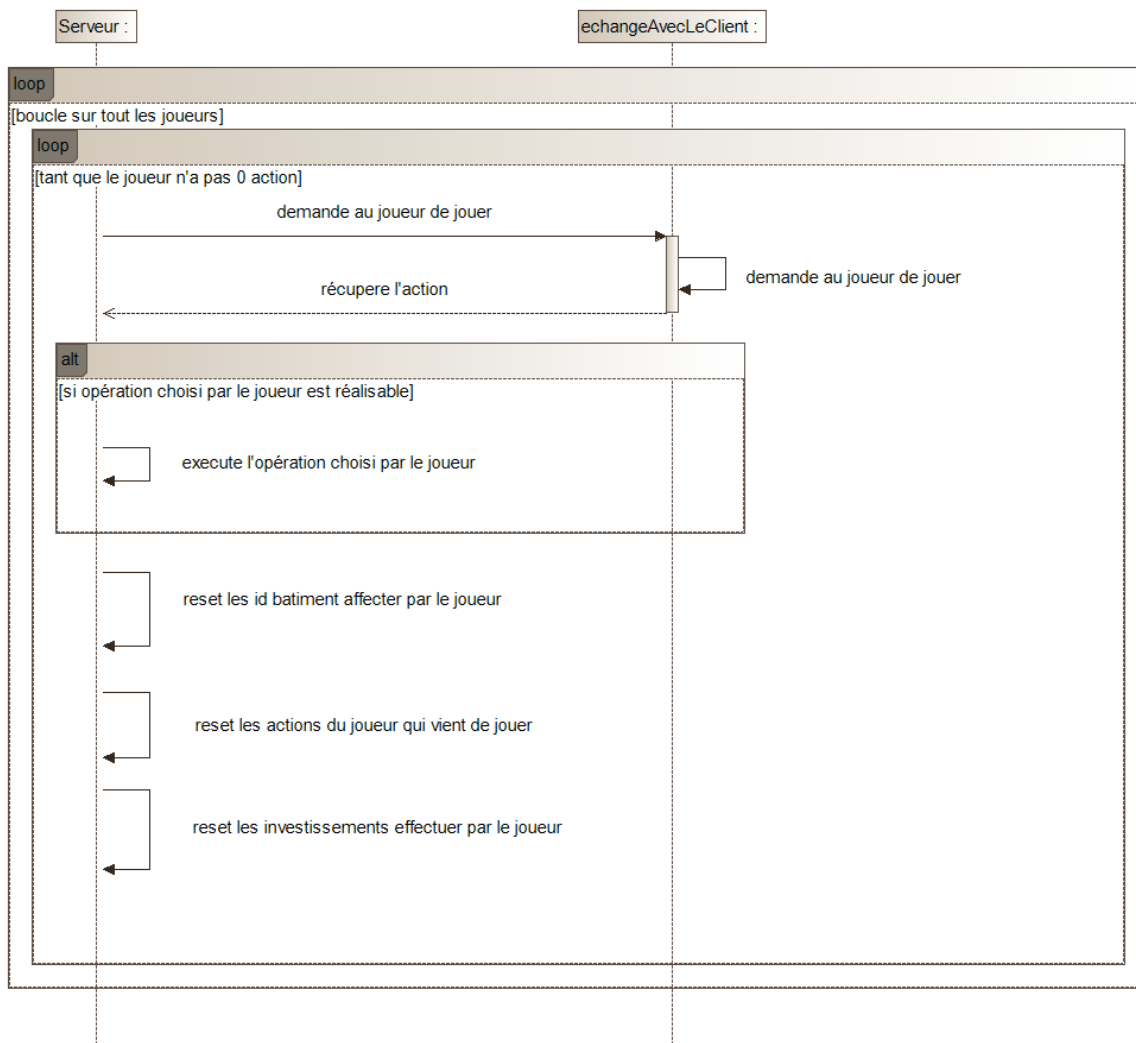 Serveur :
echangeAvecLeClient :
loop
[boucle sur tout les joueurs]
loop
[tant que le joueur n'a pas 0 action]
demande au joueur de jouer
demande au joueur de jouer
récupere l'action
alt
[si opération choisi par le joueur est réalisable]
execute l'opération choisi par le joueur
reset les id batiment affecter par le joueur
reset les actions du joueur qui vient de jouer
reset les investissements effectuer par le joueur